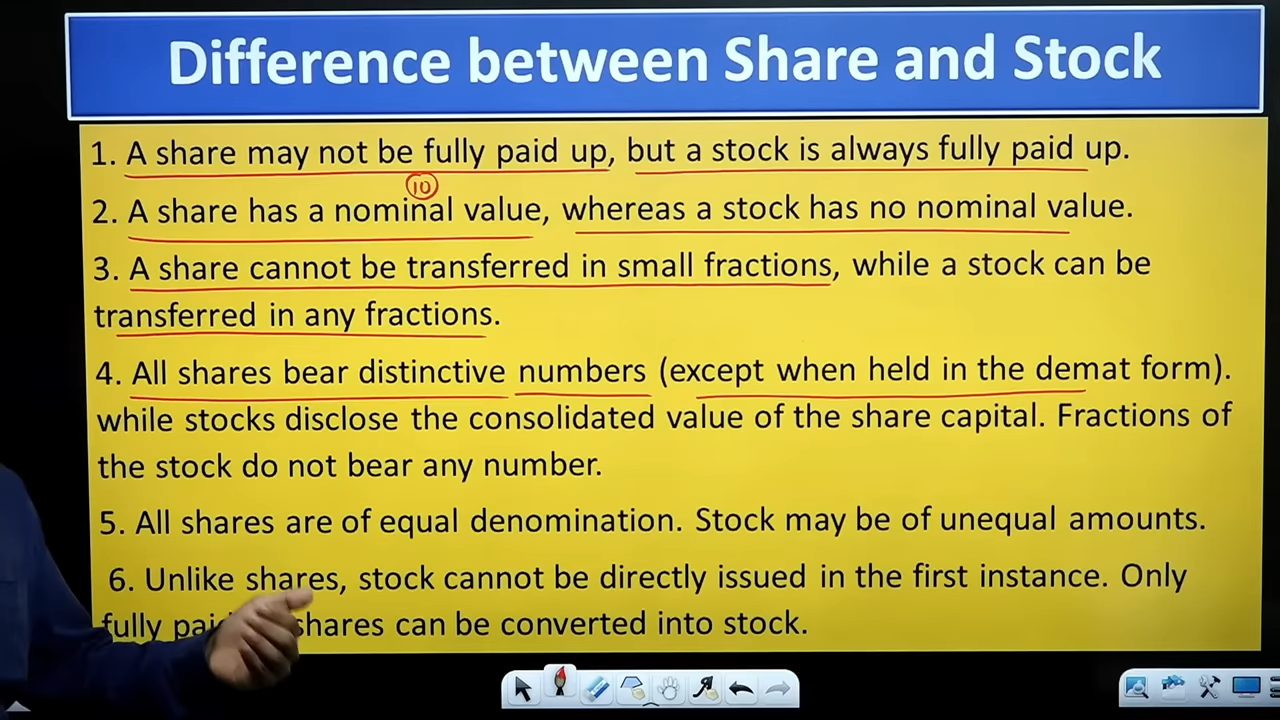 Difference between Share and Stock
1. A share may not be fully paid up, but a stock is always fully paid up.
10
2. A share has a nominal value, whereas a stock has no nominal value.
3. A share cannot be transferred in small fractions, while a stock can be
transferred in any fractions.
4. All shares bear distinctive numbers (except when held in the demat form).
while stocks disclose the consolidated value of the share capital. Fractions of
the stock do not bear any number.
5. All shares are of equal denomination. Stock may be of unequal amounts.
6. Unlike shares, stock cannot be directly issued in the first instance. Only
fully shares can be converted into stock.